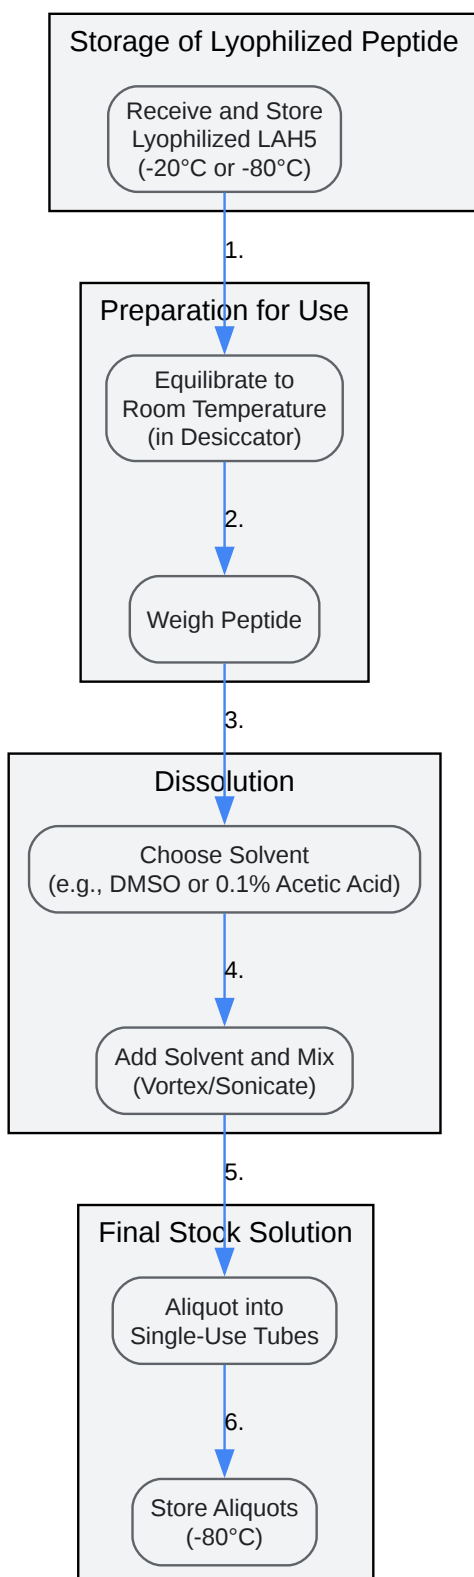 Storage of Lyophilized Peptide
Receive and Store
Lyophilized LAH5
(-20°C or -80°C)
1.
Preparation for Use
Equilibrate to
Room Temperature
(in Desiccator)
2.
Weigh Peptide
3.
Dissolution
Choose Solvent
(e.g., DMSO or 0.1% Acetic Acid)
4.
Add Solvent and Mix
(Vortex/Sonicate)
5.
Final Stock Solution
Aliquot into
Single-Use Tubes
6.
Store Aliquots
(-80°C)